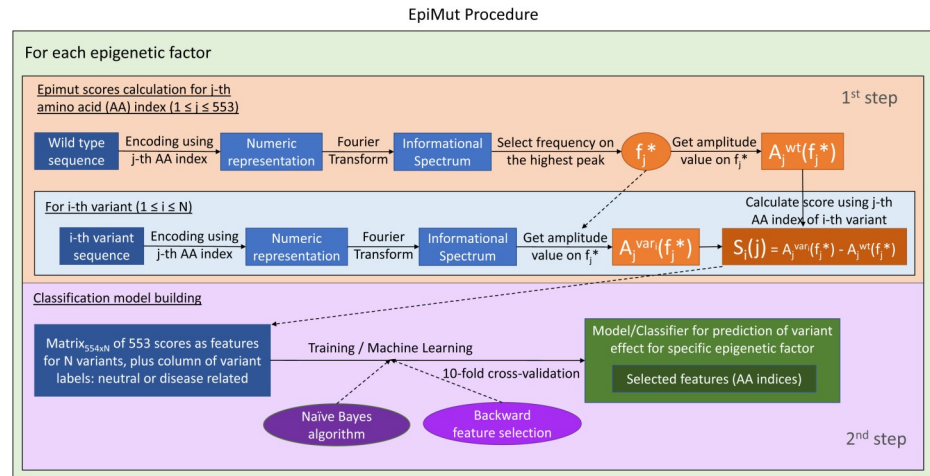 EpiMut Procedure
For each epigenetic factor
Epimut scores calculation for j-th
amino acid (AA) index (1 ≤ j ≤ 553)
1st step
Wild type
sequence
Encoding using
j-th AA index
Numeric
representation
Fourier
Transform
Informational
Spectrum
Select frequency on
the highest peak
fj*
Get amplitude
value on fj*
Ajwt(fj*)
Calculate score using j-th
AA index of i-th variant
For i-th variant (1 ≤ i ≤ N)
i-th variant
sequence
Encoding using
j-th AA index
Numeric
representation
Fourier
Transform
Informational
Spectrum
Get amplitude
value on fj*
Ajvari(fj*)
Si(j) = Ajvari(fj*) - Ajwt(fj*)
Classification model building
Matrix554xN of 553 scores as features
for N variants, plus column of variant
labels: neutral or disease related
Training / Machine Learning
10-fold cross-validation
Model/Classifier for prediction of variant
effect for specific epigenetic factor
Selected features (AA indices)
Naïve Bayes
algorithm
Backward
feature selection
2nd step